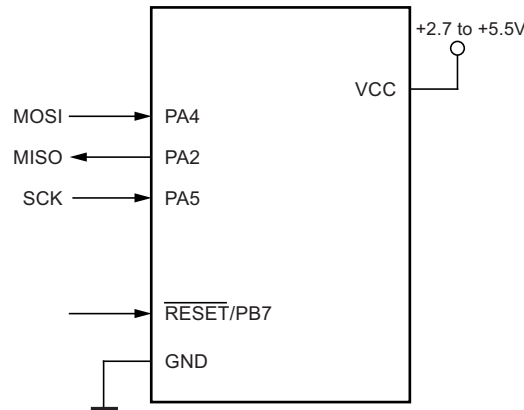 +2.7 to +5.5V
VCC
MOSI PA4
MISO PA2
SCK PA5
RESET/PB7
GND